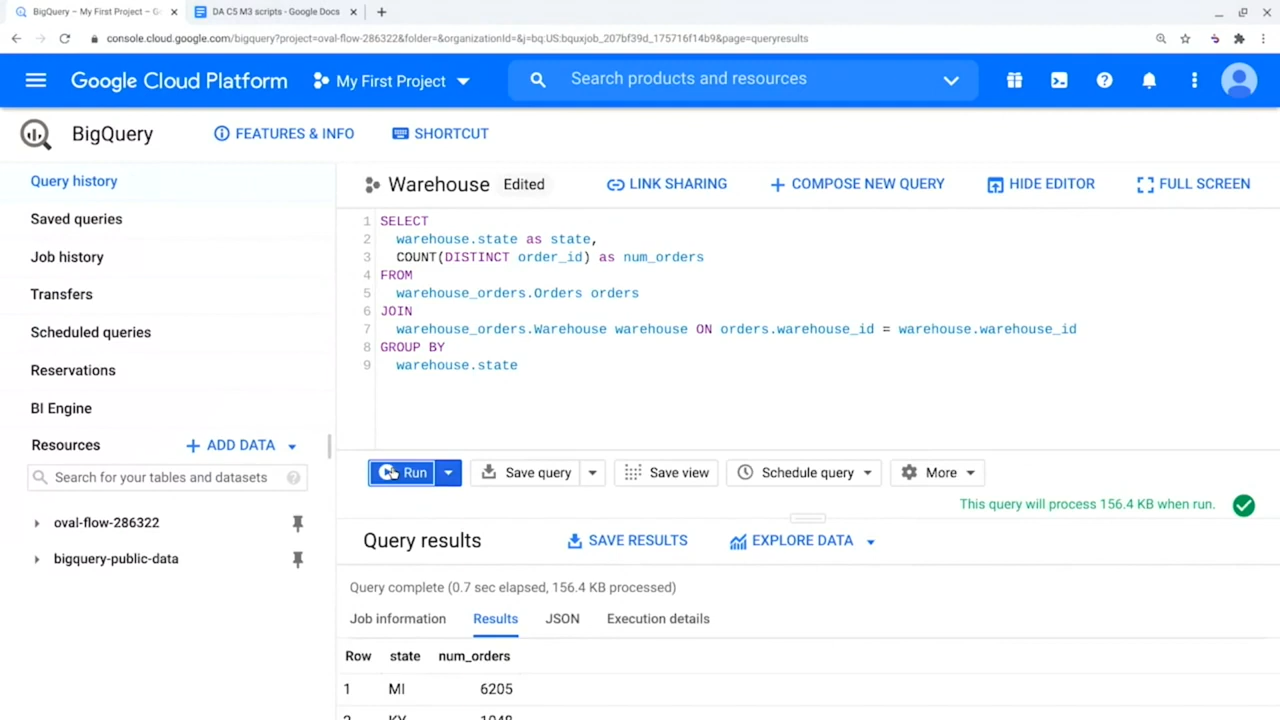 BigQuery – My First Project – G
DA C5 M3 scripts - Google Docs
console.cloud.google.com/bigquery?project=oval-flow-286322&folder=&organizationId=&j=bq:US:bquxjob_207bf39d_175716f14b9&page=queryresults
Google Cloud Platform
My First Project
Search products and resources
BigQuery
FEATURES & INFO
SHORTCUT
Query history
Saved queries
Job history
Transfers
Scheduled queries
Reservations
BI Engine
Resources
ADD DATA
Search for your tables and datasets
oval-flow-286322
bigquery-public-data
Warehouse Edited
LINK SHARING
COMPOSE NEW QUERY
HIDE EDITOR
FULL SCREEN
1 SELECT
2 warehouse.state as state,
3 COUNT(DISTINCT order_id) as num_orders
4 FROM
5 warehouse_orders.Orders orders
6 JOIN
7 warehouse_orders.Warehouse warehouse ON orders.warehouse_id = warehouse.warehouse_id
8 GROUP BY
9 warehouse.state
Run
Save query
Save view
Schedule query
More
This query will process 156.4 KB when run.
Query results
SAVE RESULTS
EXPLORE DATA
Query complete (0.7 sec elapsed, 156.4 KB processed)
Job information
Results
JSON
Execution details
Row state num_orders
1 MI 6205